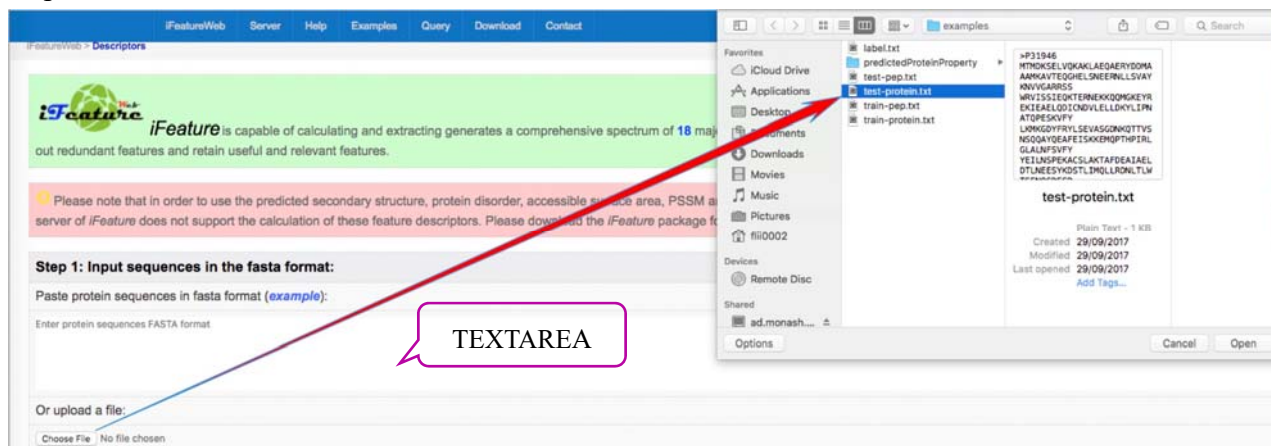 iFeatureWeb Server Help Examples Query Download Contact
iFeatureWeb > Descriptors
iFeature Web
iFeature is capable of calculating and extracting generates a comprehensive spectrum of 18 maj
out redundant features and retain useful and relevant features.
Please note that in order to use the predicted secondary structure, protein disorder, accessible surface area, PSSM a
server of iFeature does not support the calculation of these feature descriptors. Please download the iFeature package fo
Step 1: Input sequences in the fasta format:
Paste protein sequences in fasta format (example):
Enter protein sequences FASTA format
TEXTAREA
Or upload a file:
Choose File No file chosen
examples
Search
Favorites
iCloud Drive
Applications
Desktop
Documents
Downloads
Movies
Music
Pictures
flii0002
Devices
Remote Disc
Shared
ad.monash....
label.txt
predictedProteinProperty
test-pep.txt
test-protein.txt
train-pep.txt
train-protein.txt
>P31946
MTMDKSELVQKAKLAEQAERYDDMA
AAMKAVTEQGHELSNEERNLLSVAY
KNVVGARRSS
WRVISSIEQKTERNEKKQQMGKEYR
EKIEAELQDICNDVLELLDKYLIPN
ATQPESKVFY
LKMKGDYFRYLSEVASGDNKQTTVS
NSQQAYQEAFEISKKEMQPTHPIRL
GLALNFSVFY
YEILNSPEKACSLAKTAFDEAIAEL
DTLNEESYKDSTLIMQLLRDNLTLW
test-protein.txt
Plain Text - 1 KB
Created 29/09/2017
Modified 29/09/2017
Last opened 29/09/2017
Add Tags...
Options
Cancel Open